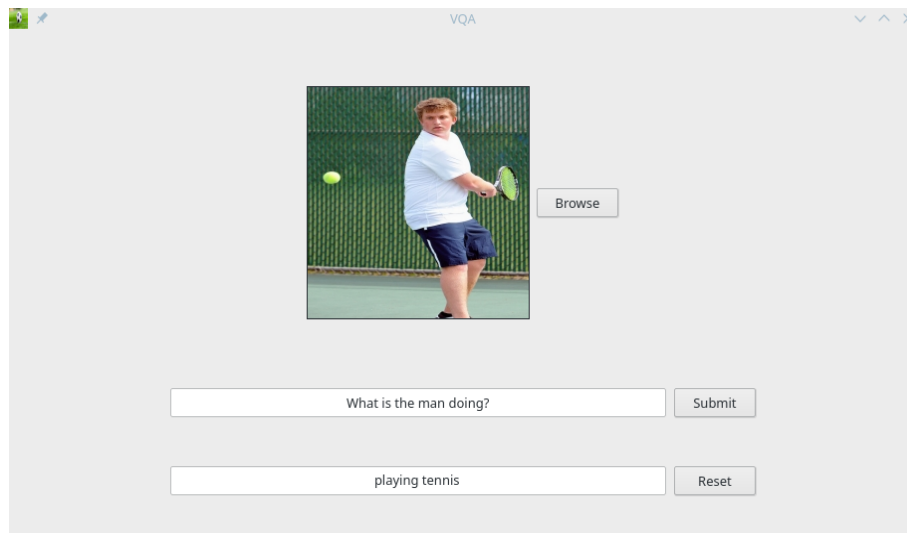 VQA
Browse
What is the man doing?
Submit
playing tennis
Reset